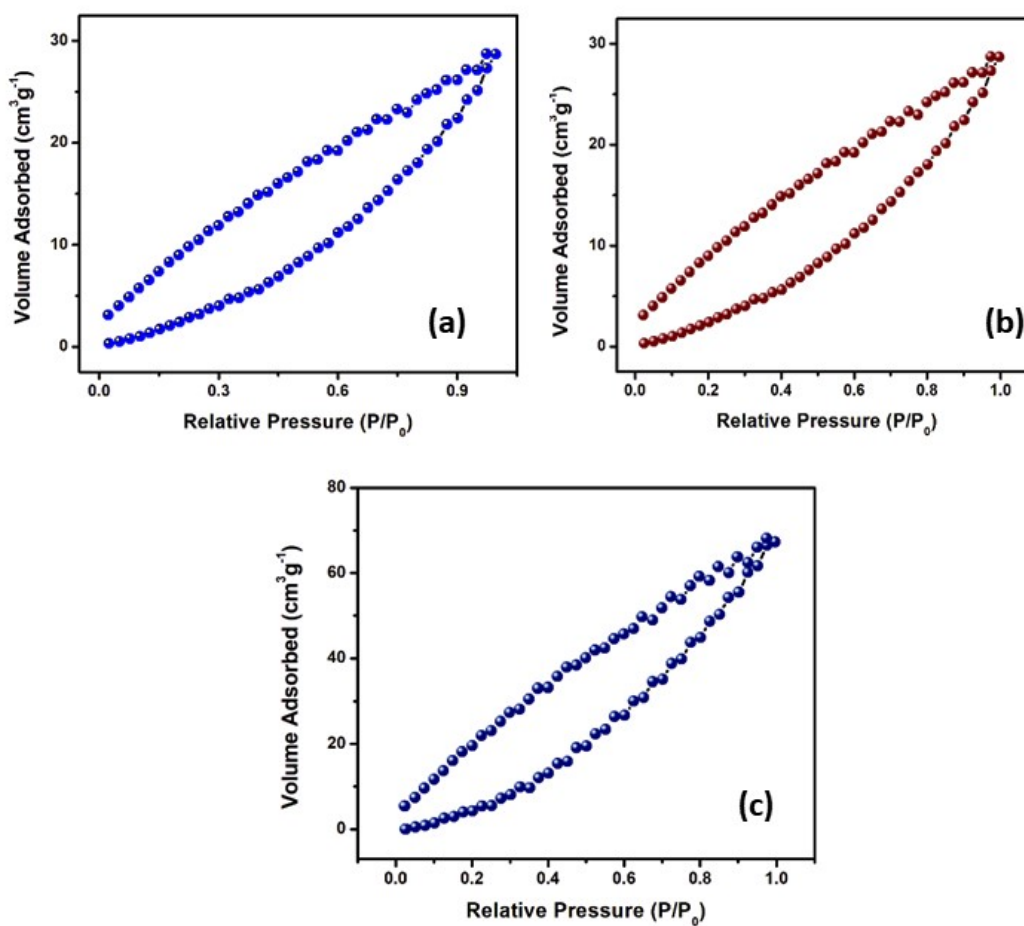 30
20
10
0
Volume Adsorbed (cm³g⁻¹)
(a)
0.0 0.3 0.6 0.9
Relative Pressure (P/P₀)
30
20
10
0
Volume Adsorbed (cm³g⁻¹)
(b)
0.0 0.2 0.4 0.6 0.8 1.0
Relative Pressure (P/P₀)
80
60
40
20
0
Volume Adsorbed (cm³g⁻¹)
(c)
0.0 0.2 0.4 0.6 0.8 1.0
Relative Pressure (P/P₀)